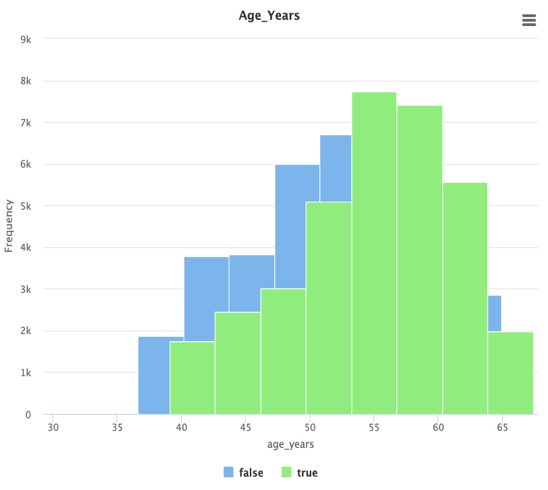 Age_Years
9k
8k
7k
6k
5k
4k
3k
2k
1k
0
Frequency
30 35 40 45 50 55 60 65
age_years
false true